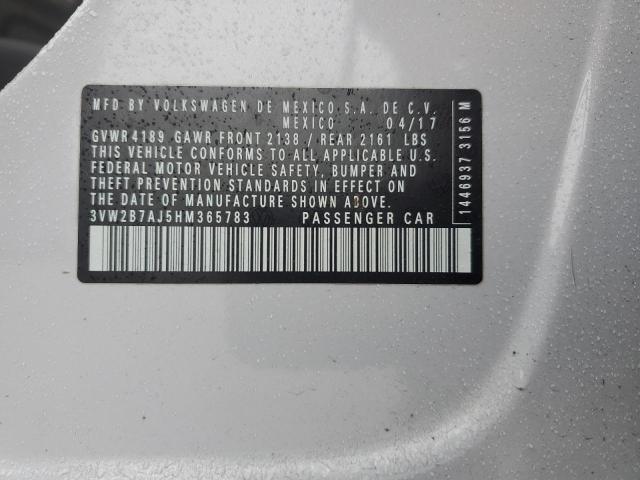 MFD BY VOLKSWAGEN DE MEXICO S.A. DE C.V.
MEXICO 04/17
GVWR 4189 GAWR FRONT 2138 / REAR 2161 LBS
THIS VEHICLE CONFORMS TO ALL APPLICABLE U.S.
FEDERAL MOTOR VEHICLE SAFETY, BUMPER AND
THEFT PREVENTION STANDARDS IN EFFECT ON
THE DATE OF MANUFACTURE SHOWN ABOVE.
3VW2B7AJ5HM365783 PASSENGER CAR
1446937 3156 M